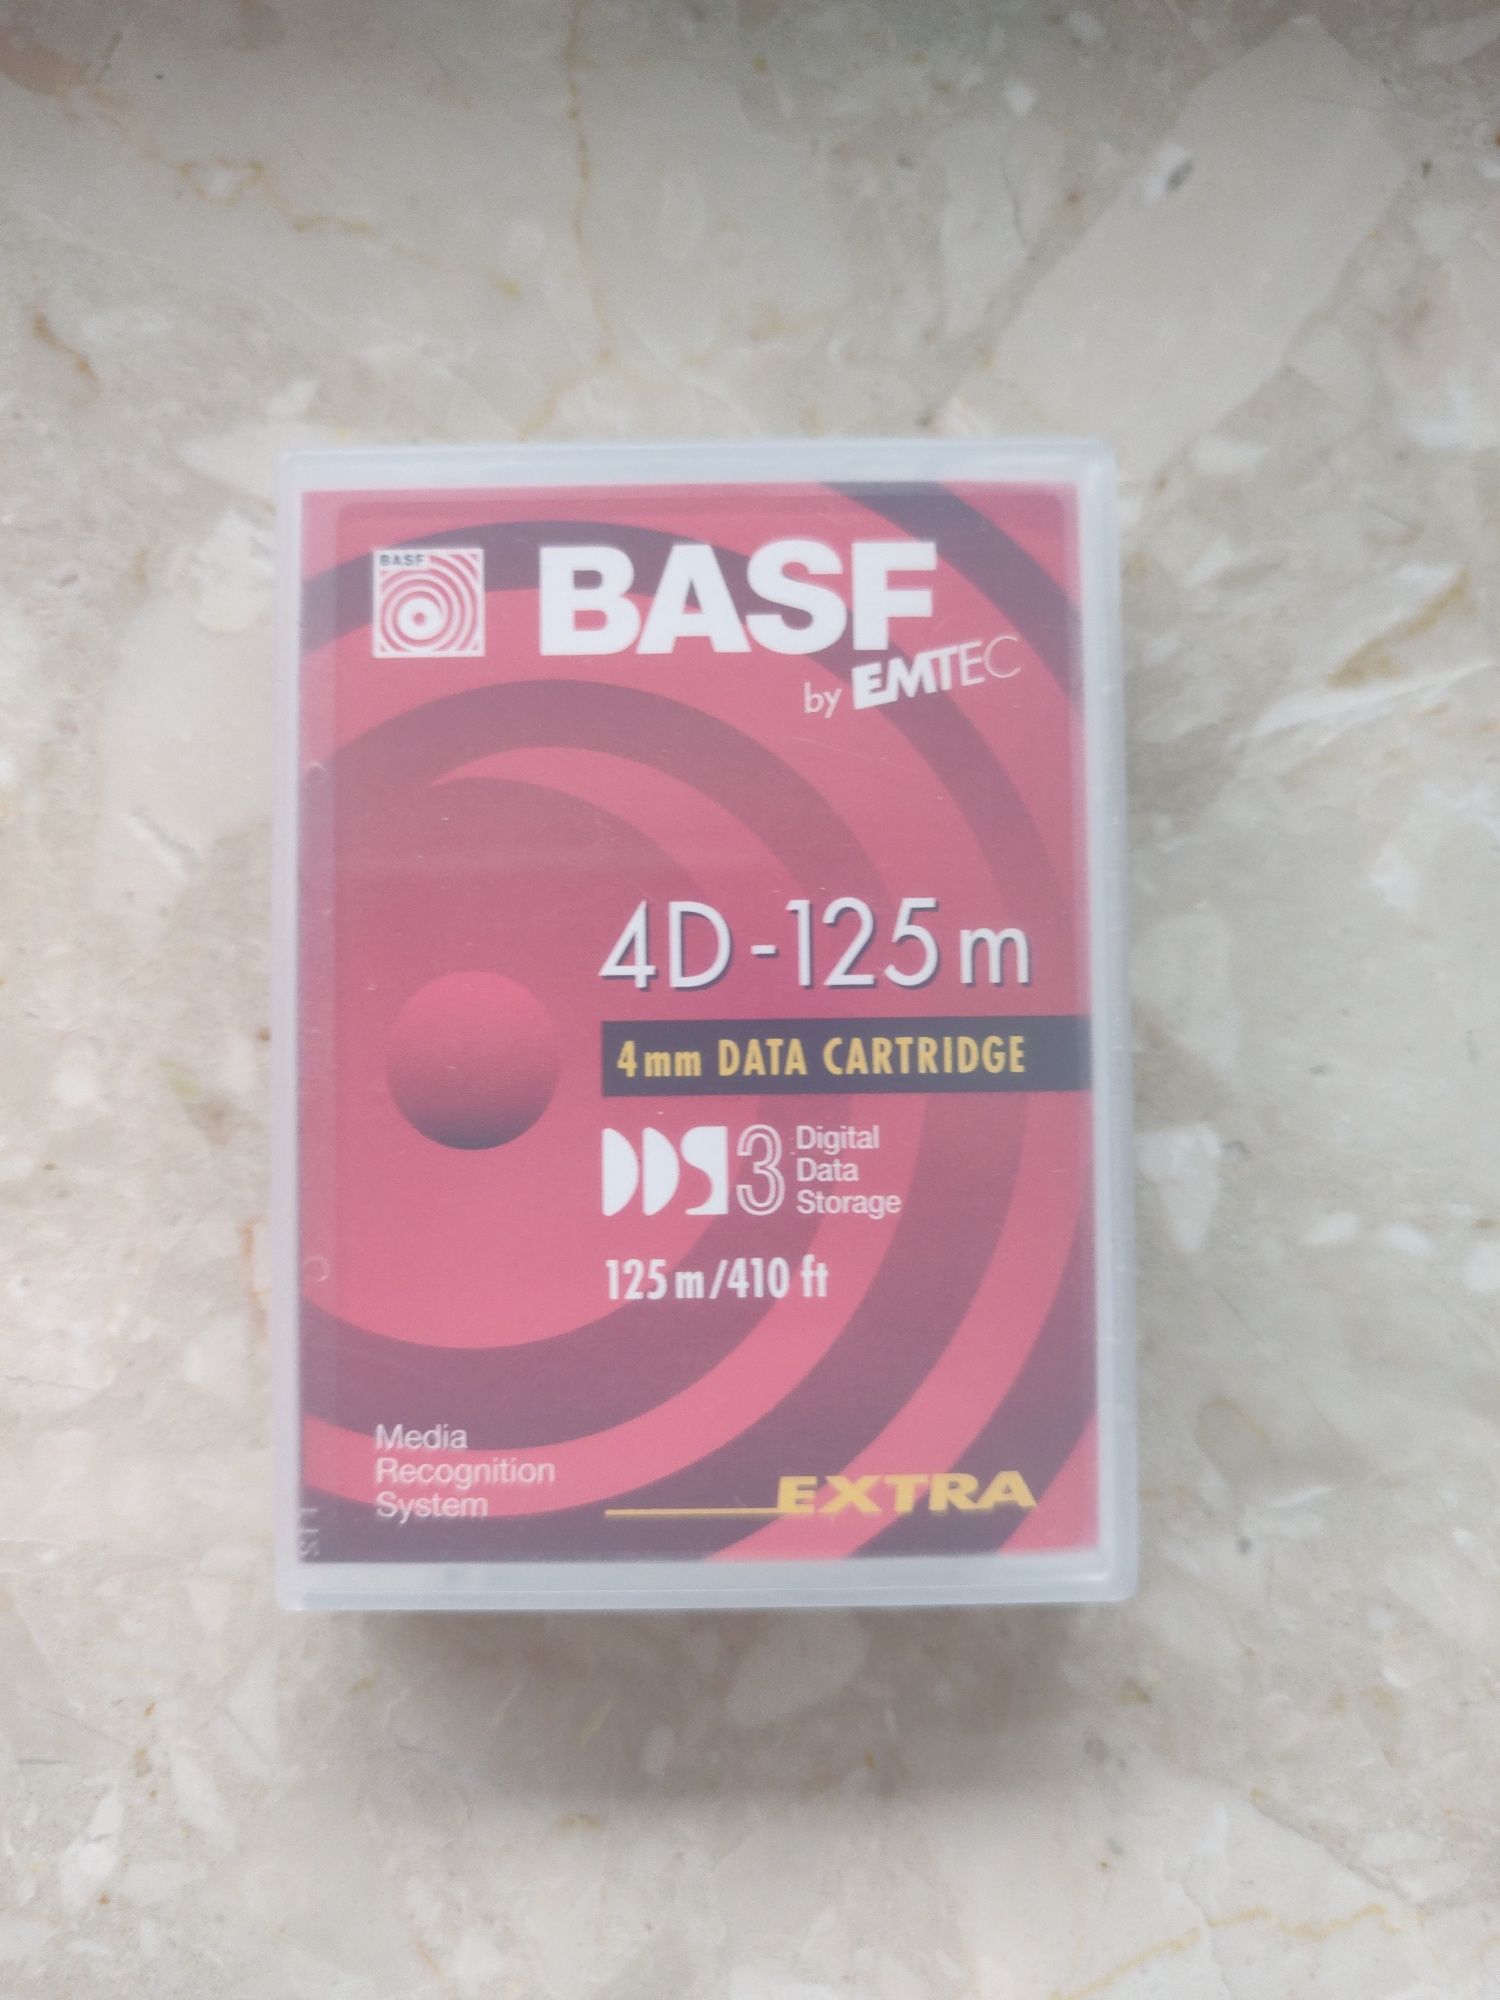 BASF
BASF
by EMTEC
4D-125m
4mm DATA CARTRIDGE
DDS3 Digital
Data
Storage
125m/410 ft
Media
Recognition
System
EXTRA